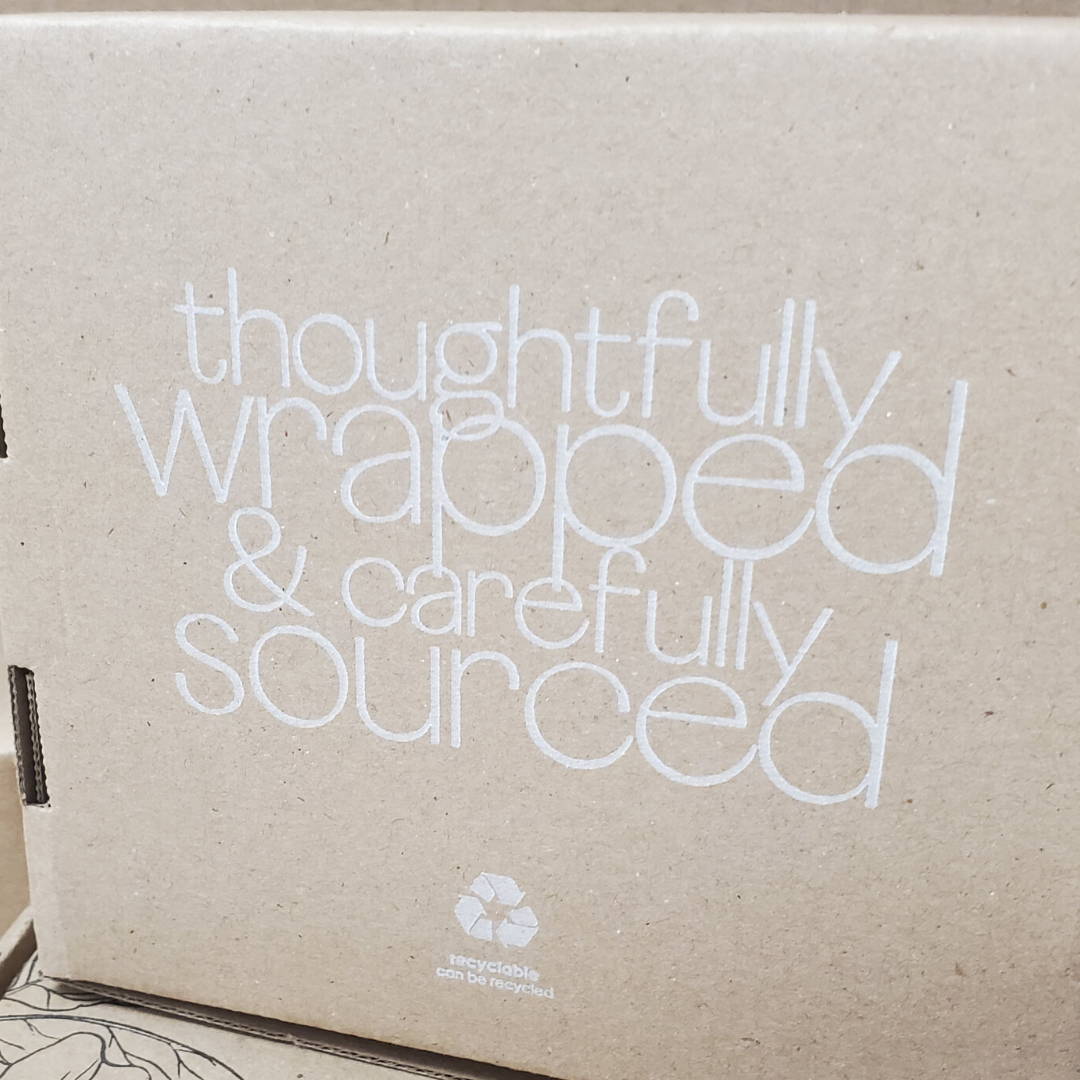 thoughtfully
wrapped
& carefully
sourced
recyclable
can be recycled